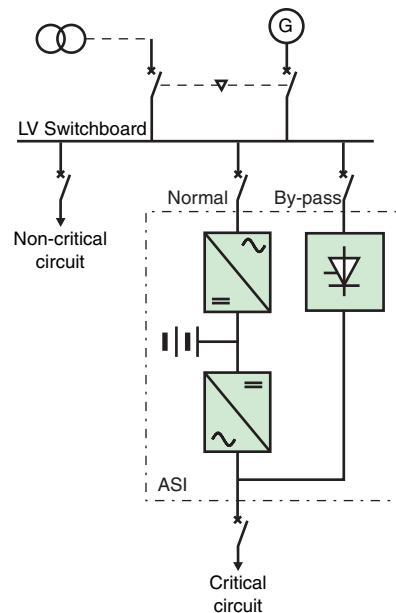 G
LV Switchboard
Normal
By-pass
Non-critical
circuit
ASI
Critical
circuit